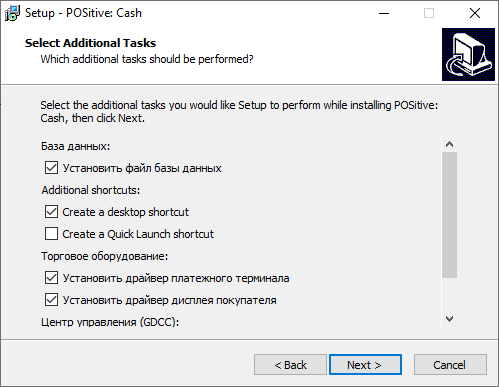 Setup - POSitive: Cash
Select Additional Tasks
Which additional tasks should be performed?
Select the additional tasks you would like Setup to perform while installing POSitive:
Cash, then click Next.
База данных:
Установить файл базы данных
Additional shortcuts:
Create a desktop shortcut
Create a Quick Launch shortcut
Торговое оборудование:
Установить драйвер платежного терминала
Установить драйвер дисплея покупателя
Центр управления (GDCC):
< Back
Next >
Cancel